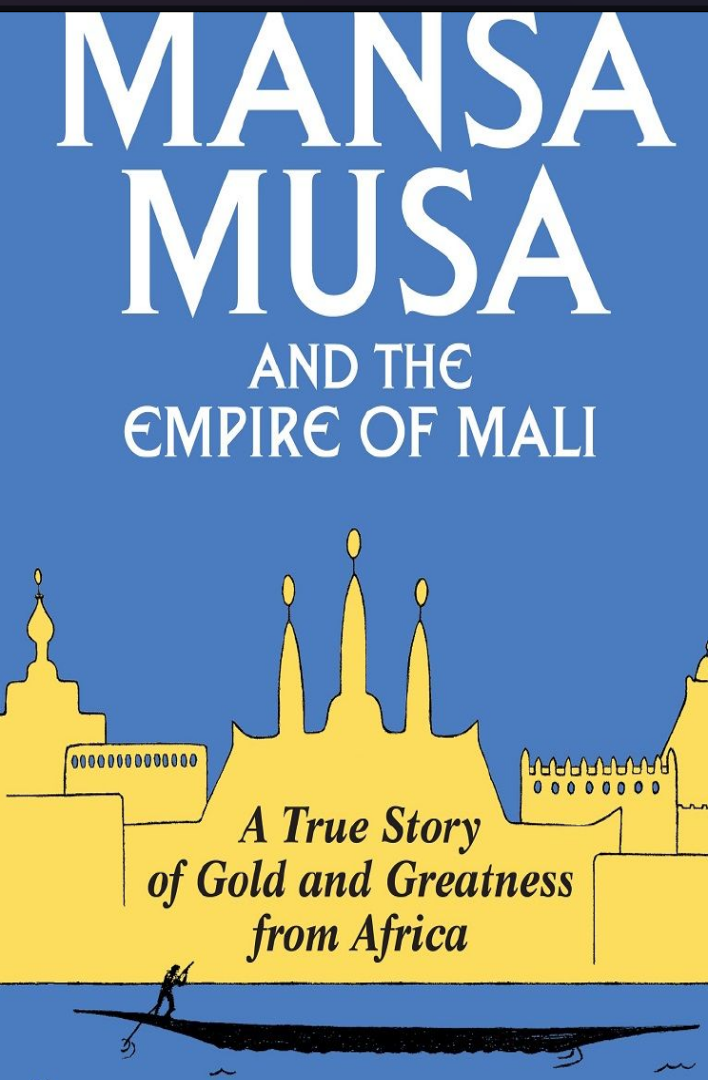 MANSA
MUSA
AND THE
EMPIRE OF MALI
A True Story
of Gold and Greatness
from Africa